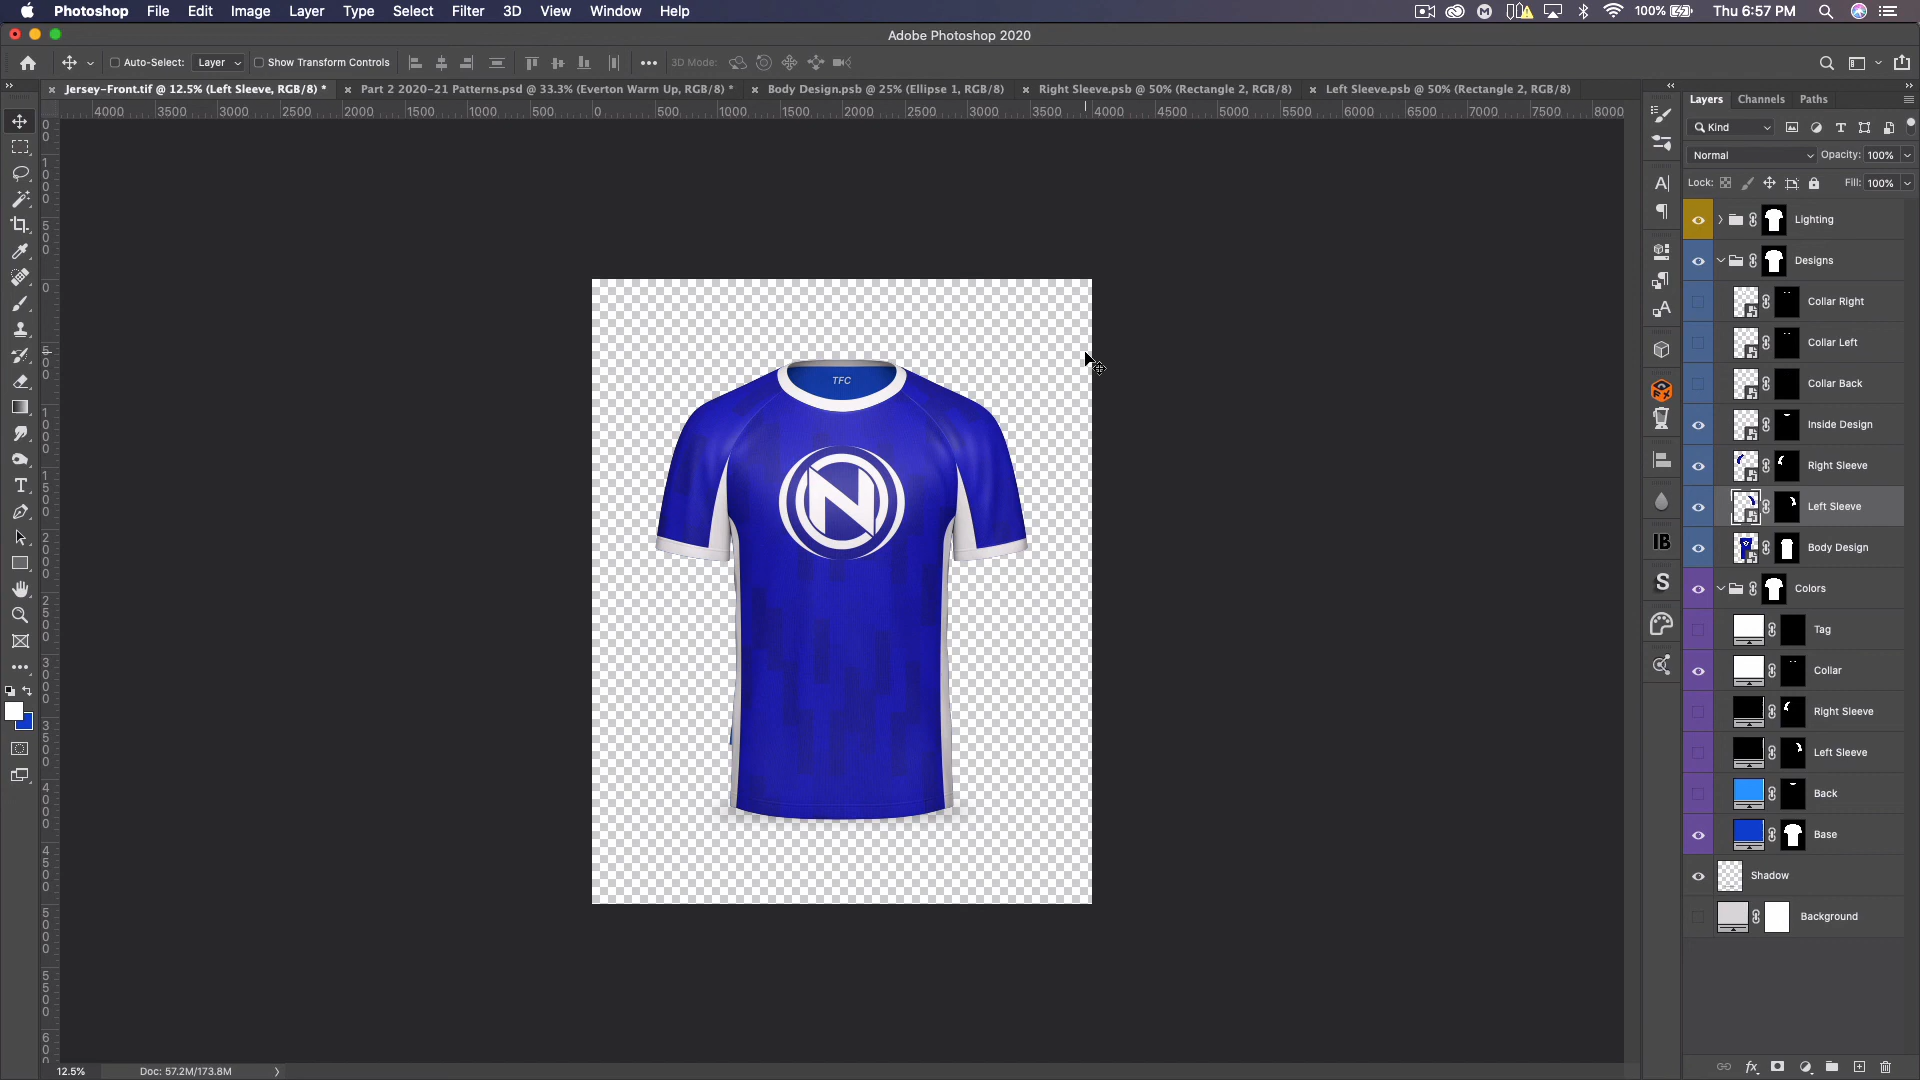 Photoshop File Edit Image Layer Type Select Filter 3D View Window Help 100% Thu 6:57 PM
Adobe Photoshop 2020
Auto-Select: Layer Show Transform Controls 3D Mode:
Jersey-Front.tif @ 12.5% (Left Sleeve, RGB/8) * Part 2 2020-21 Patterns.psd @ 33.3% (Everton Warm Up, RGB/8) * Body Design.psb @ 25% (Ellipse 1, RGB/8) Right Sleeve.psb @ 50% (Rectangle 2, RGB/8) Left Sleeve.psb @ 50% (Rectangle 2, RGB/8)
4000 3500 3000 2500 2000 1500 1000 500 0 500 1000 1500 2000 2500 3000 3500 4000 4500 5000 5500 6000 6500 7000 7500 8000
Layers Channels Paths
Kind
Normal Opacity: 100%
Lock: Fill: 100%
Lighting
Designs
Collar Right
Collar Left
Collar Back
Inside Design
Right Sleeve
Left Sleeve
Body Design
Colors
Tag
Collar
Right Sleeve
Left Sleeve
Back
Base
Shadow
Background
TFC
N
IB
S
12.5% Doc: 57.2M/173.8M